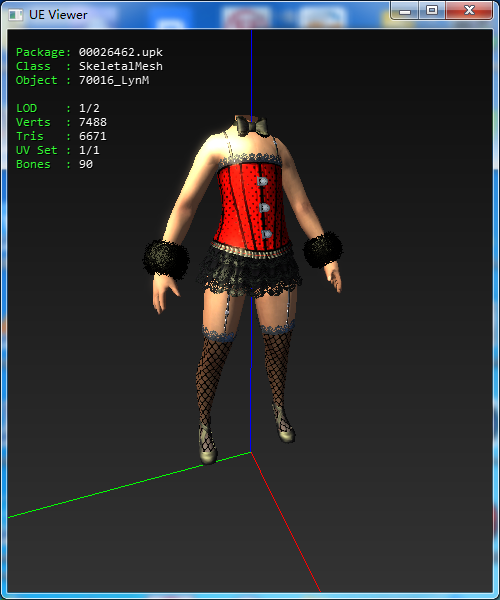 UE Viewer
Package: 00026462.upk
Class : SkeletalMesh
Object : 70016_LynM
LOD : 1/2
Verts : 7488
Tris : 6671
UV Set : 1/1
Bones : 90